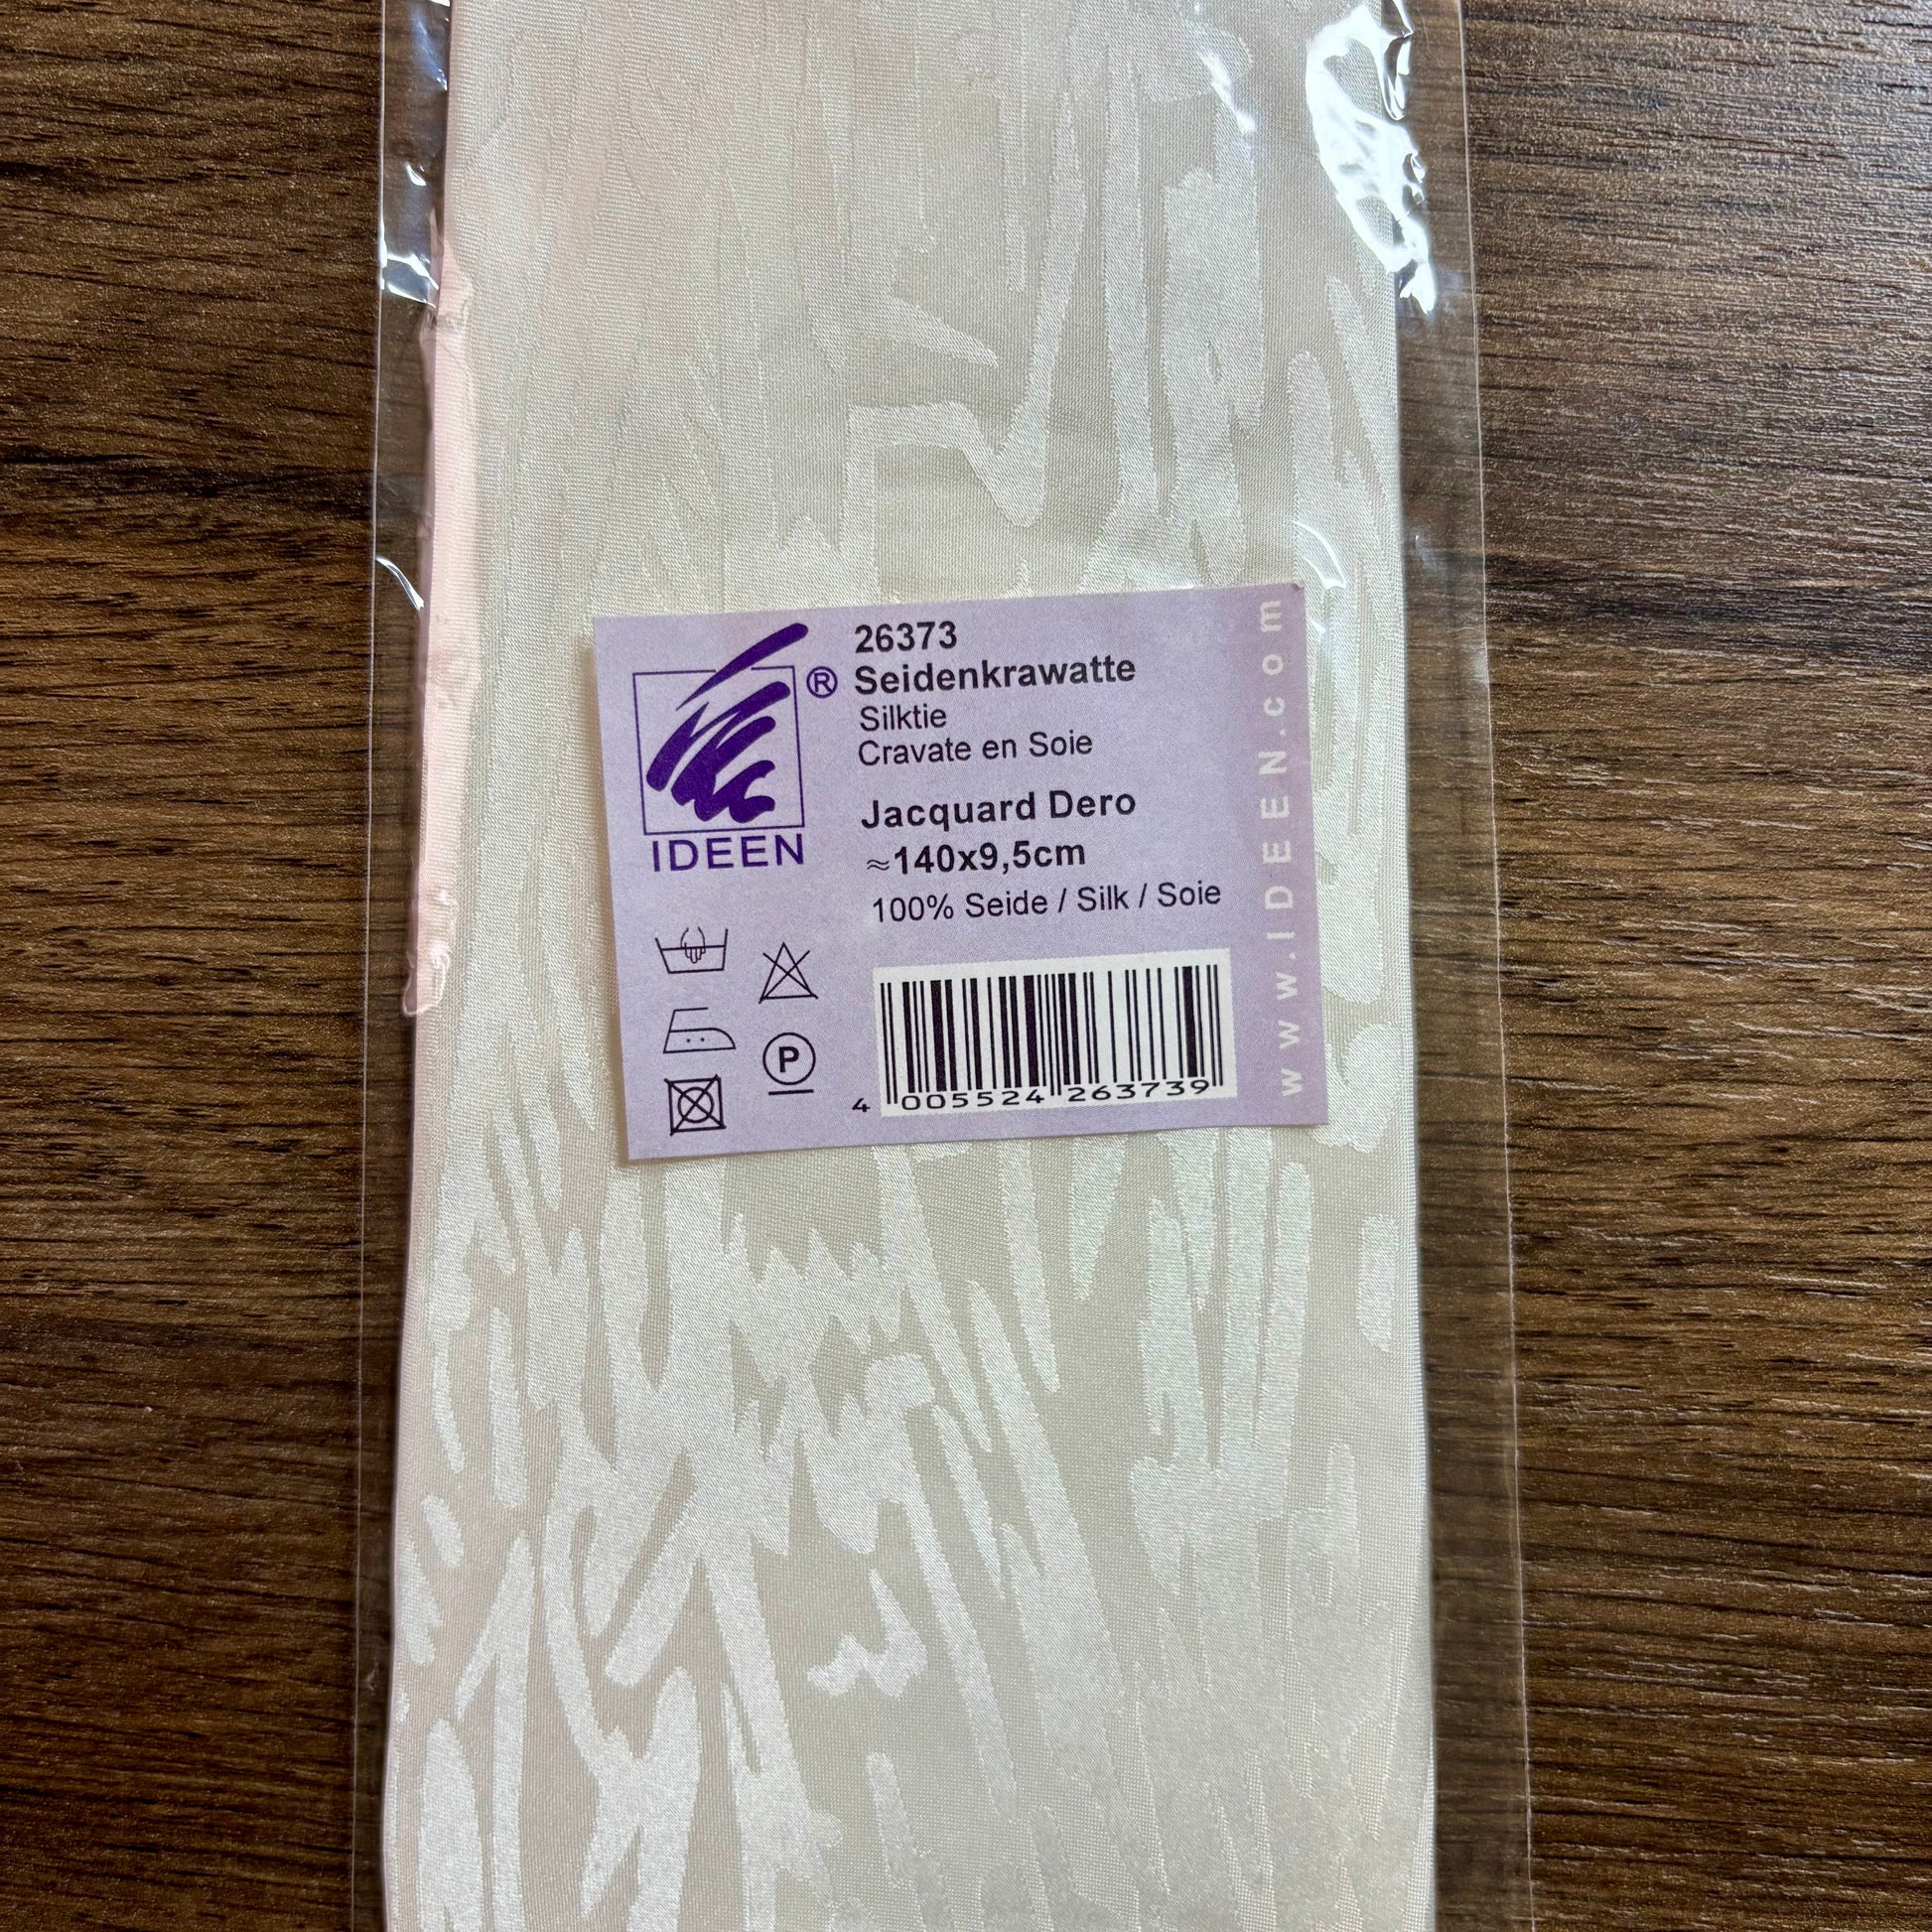 26373
Seidenkrawatte
Silktie
Cravate en Soie
Jacquard Dero
≈140x9,5cm
100% Seide / Silk / Soie
®
IDEEN
P
4 005524 263739
www.IDEEN.com